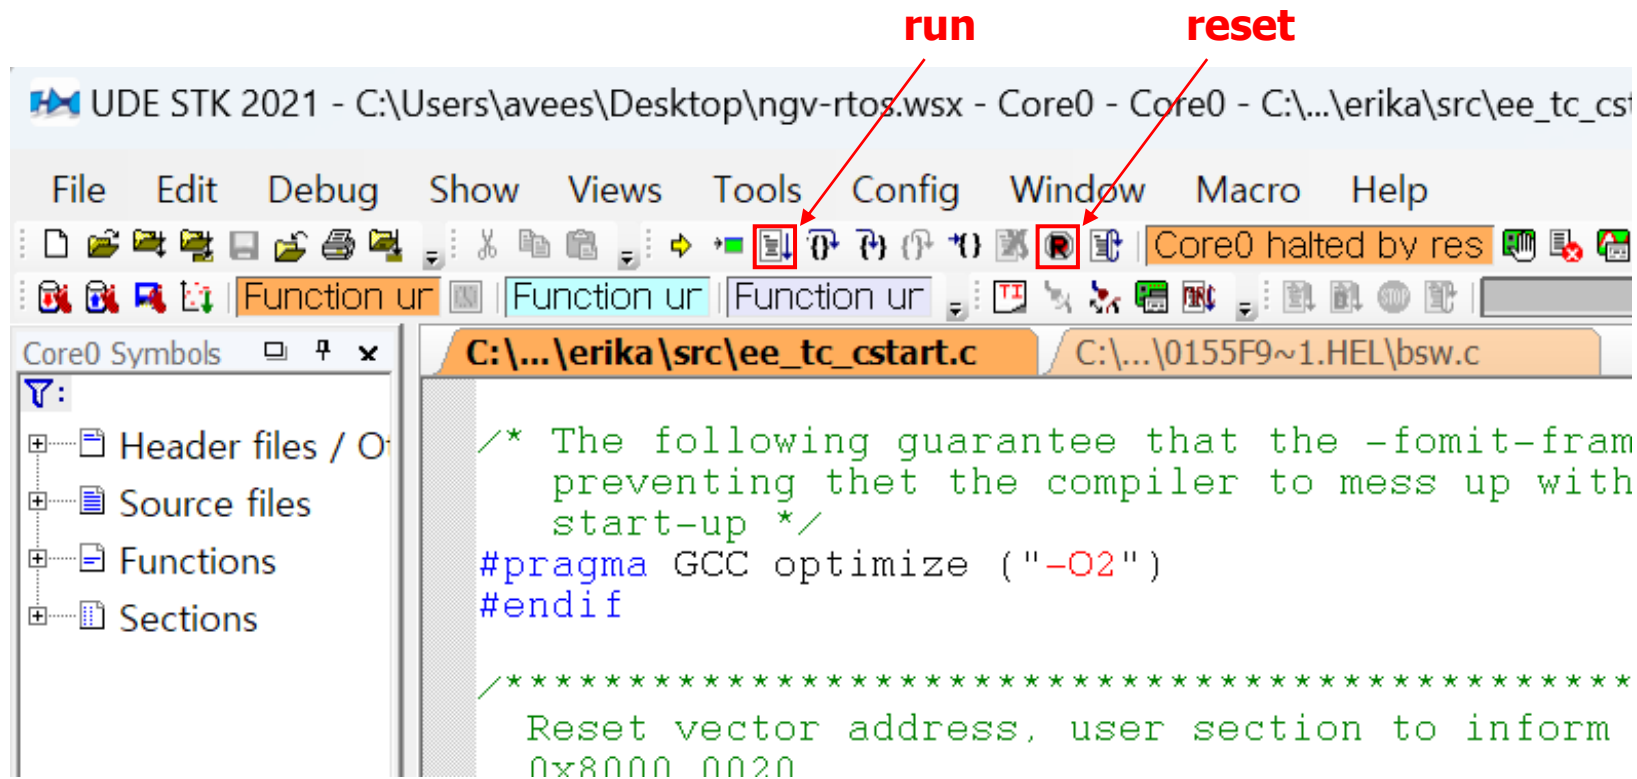 run reset
UDE STK 2021 - C:\Users\avees\Desktop\ngv-rtos.wsx - Core0 - Core0 - C:\...\erika\src\ee_tc_cst
File Edit Debug Show Views Tools Config Window Macro Help
Core0 halted by res
Function ur Function ur Function ur
Core0 Symbols
C:\...\erika\src\ee_tc_cstart.c C:\...\0155F9~1.HEL\bsw.c
Header files / Ot
Source files
Functions
Sections
/* The following guarantee that the -fomit-fram
preventing thet the compiler to mess up with
start-up */
#pragma GCC optimize ("-O2")
#endif
/**********************************************
Reset vector address, user section to inform
0x8000 0020